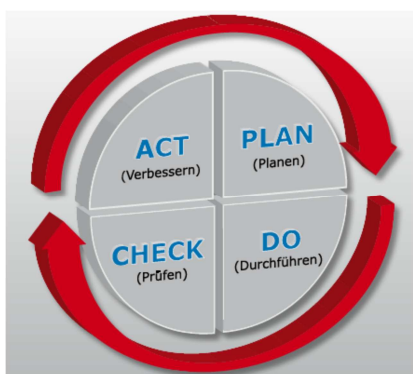 ACT
(Verbessern)
PLAN
(Planen)
CHECK
(Prüfen)
DO
(Durchführen)